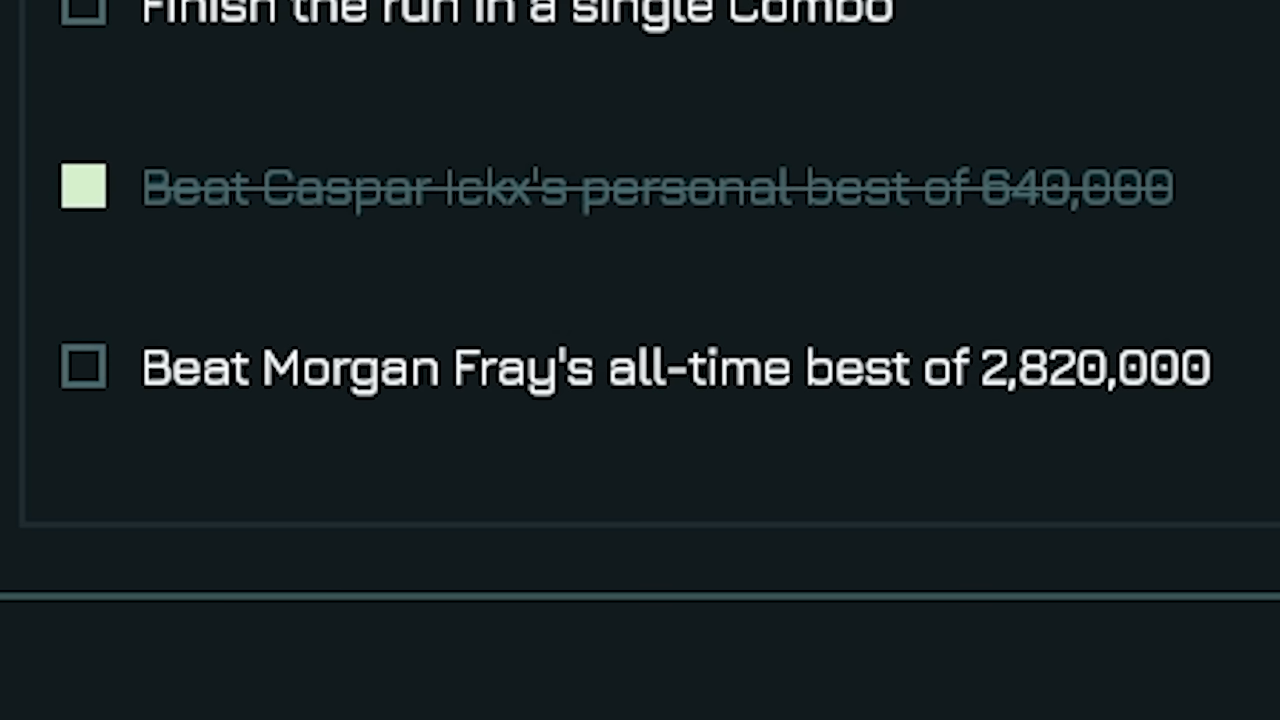 Finish the run in a single Combo
Beat Caspar Ickx's personal best of 640,000
Beat Morgan Fray's all-time best of 2,820,000